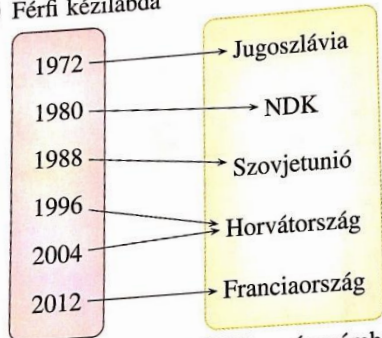 Férfi kézilabda
1972
Jugoszlávia
1980
NDK
1988
Szovjetunió
1996
Horvátország
2004
2012
Franciaország